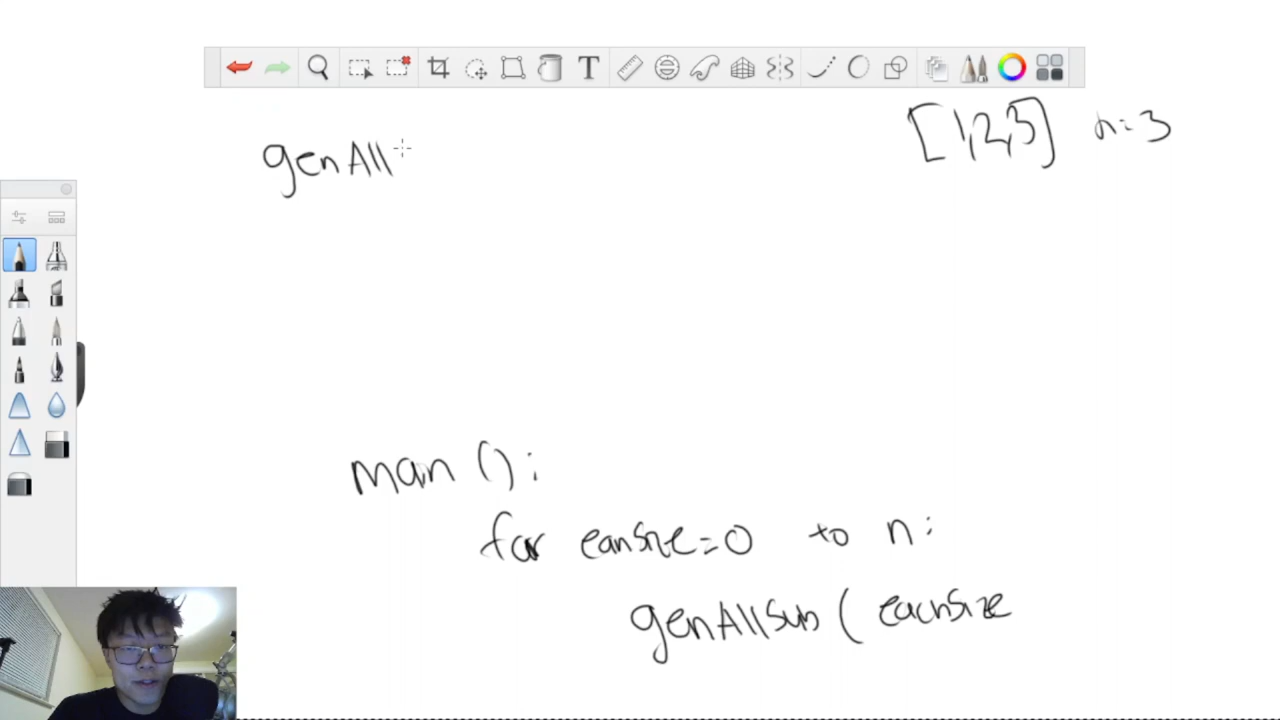 [1,2,3] n=3
genAll
main ():
for eachSize=0 to n:
genAllSub ( eachSize
T